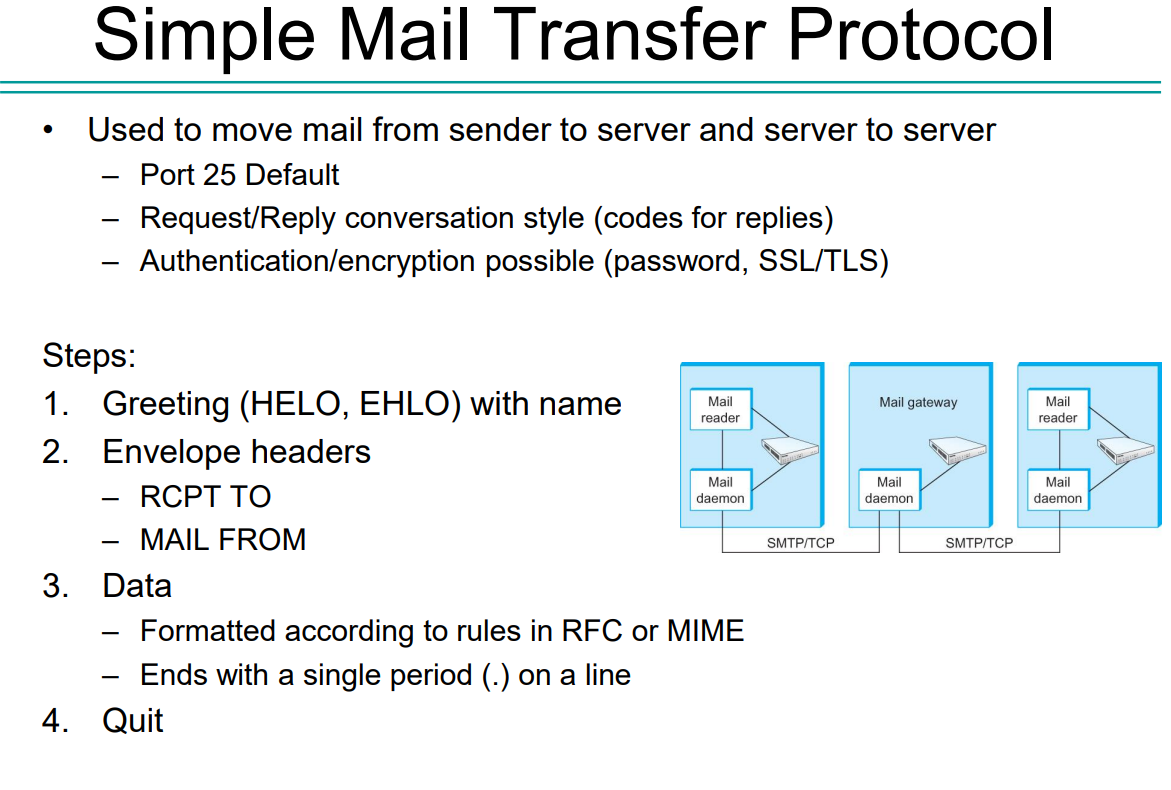 Simple Mail Transfer Protocol
• Used to move mail from sender to server and server to server
– Port 25 Default
– Request/Reply conversation style (codes for replies)
– Authentication/encryption possible (password, SSL/TLS)
Steps:
1. Greeting (HELO, EHLO) with name
2. Envelope headers
– RCPT TO
– MAIL FROM
3. Data
– Formatted according to rules in RFC or MIME
– Ends with a single period (.) on a line
4. Quit
Mail
reader
Mail
daemon
Mail gateway
Mail
daemon
Mail
reader
Mail
daemon
SMTP/TCP
SMTP/TCP